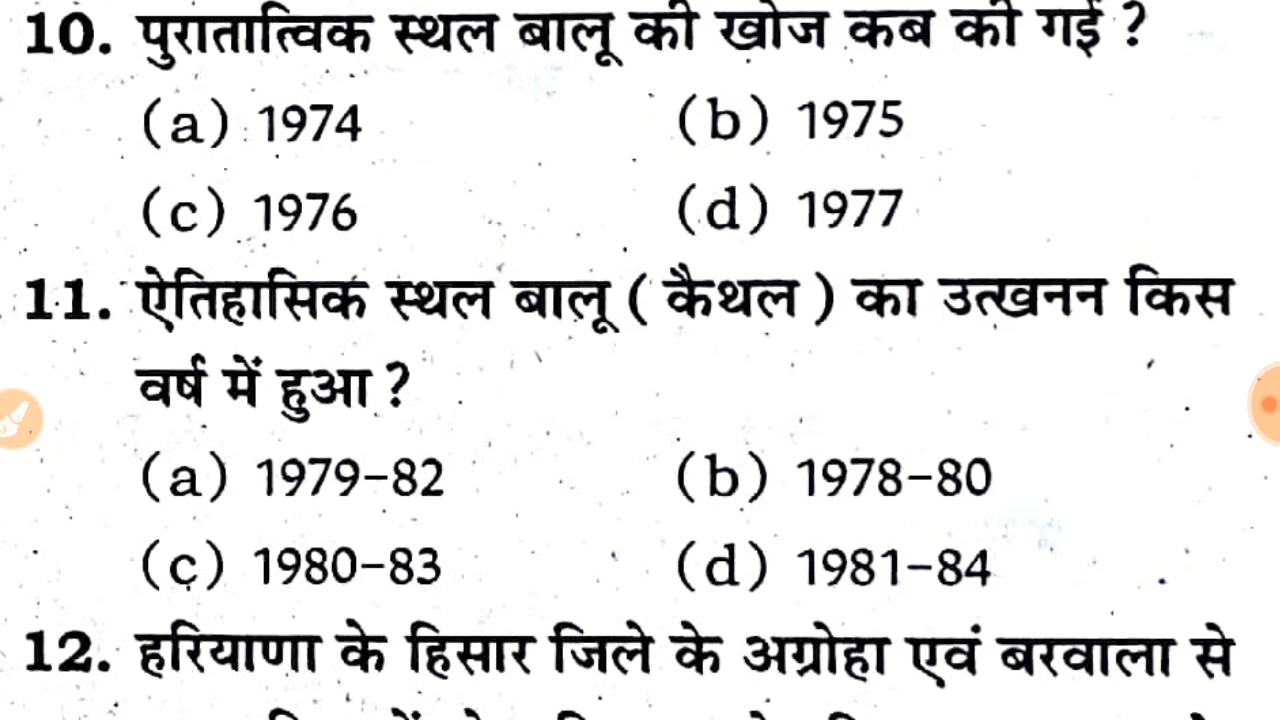 10. पुरातात्विक स्थल बालू की खोज कब की गई ?
(a) 1974 (b) 1975
(c) 1976 (d) 1977
11. ऐतिहासिक स्थल बालू ( कैथल ) का उत्खनन किस
वर्ष में हुआ ?
(a) 1979-82 (b) 1978-80
(c) 1980-83 (d) 1981-84
12. हरियाणा के हिसार जिले के अग्रोहा एवं बरवाला से